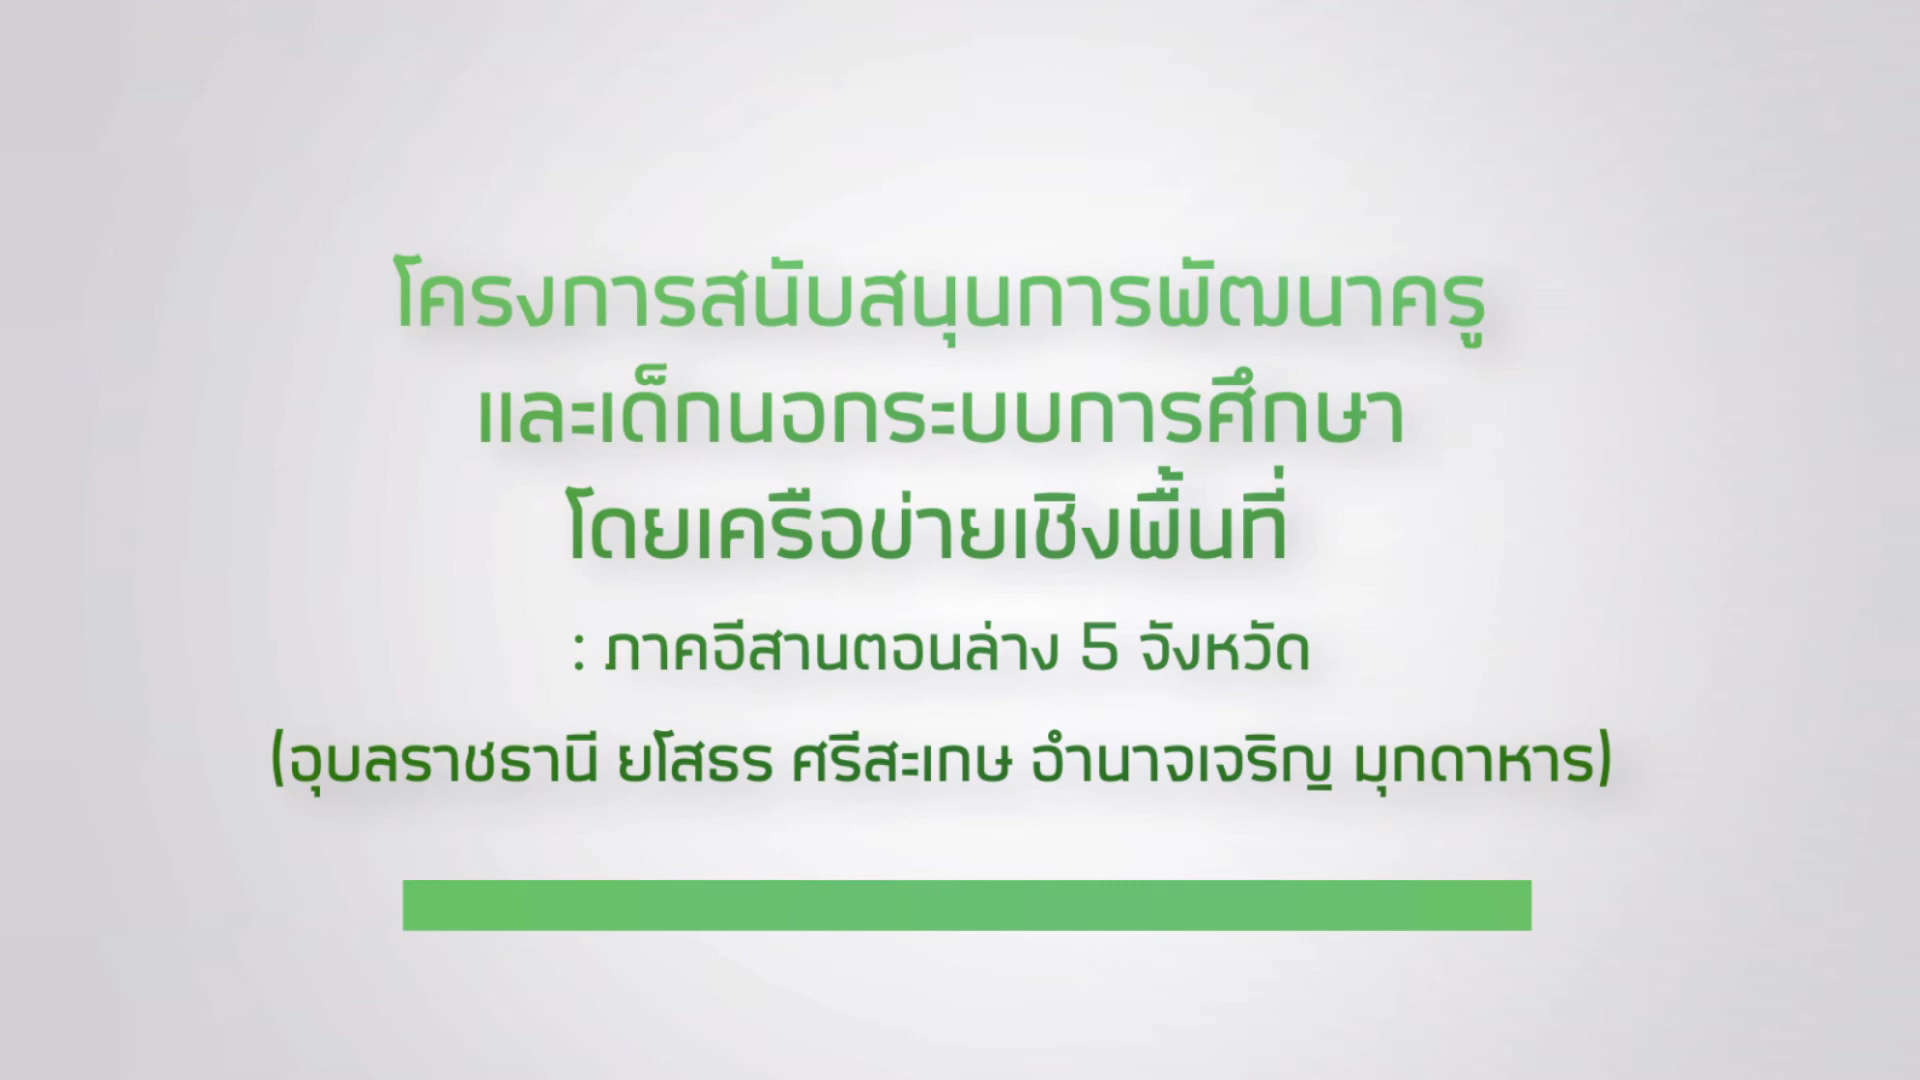 โครงการสนับสนุนการพัฒนาครู
และเด็กนอกระบบการศึกษา
โดยเครือข่ายเชิงพื้นที่
: ภาคอีสานตอนล่าง 5 จังหวัด
(อุบลราชธานี ยโสธร ศรีสะเกษ อำนาจเจริญ มุกดาหาร)